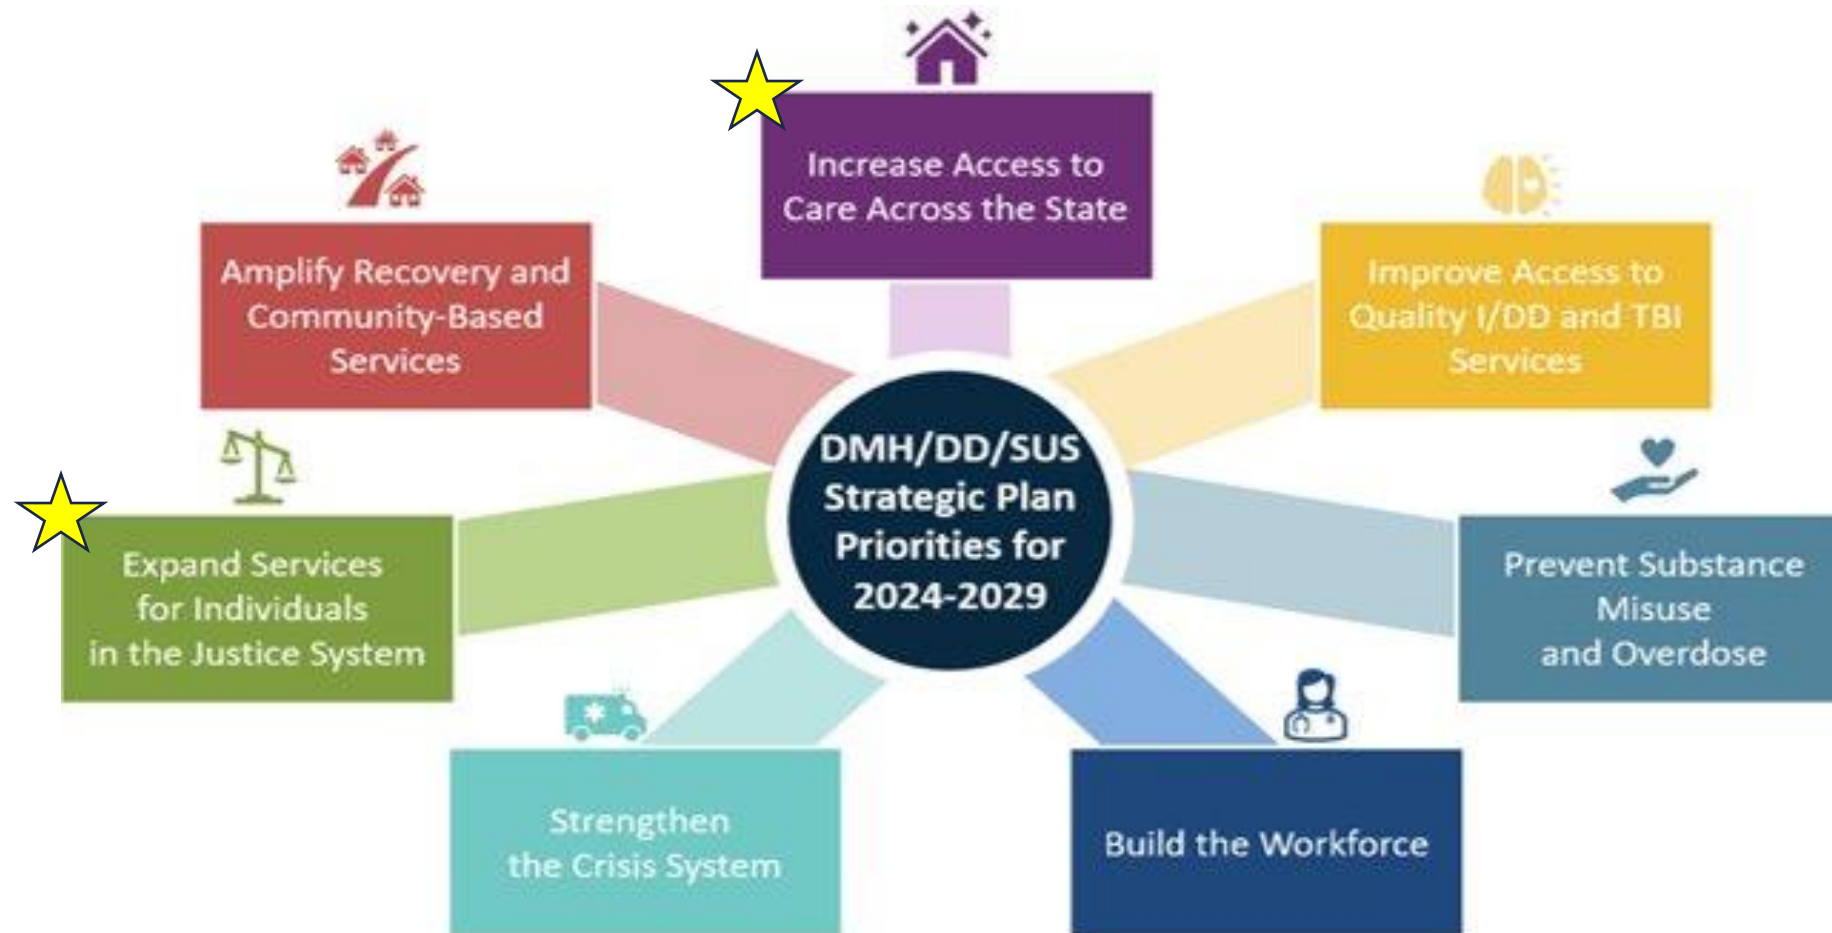 Increase Access to
Care Across the State
Amplify Recovery and
Community-Based
Services
Improve Access to
Quality I/DD and TBI
Services
DMH/DD/SUS
Strategic Plan
Priorities for
2024-2029
Expand Services
for Individuals
in the Justice System
Prevent Substance
Misuse
and Overdose
Strengthen
the Crisis System
Build the Workforce